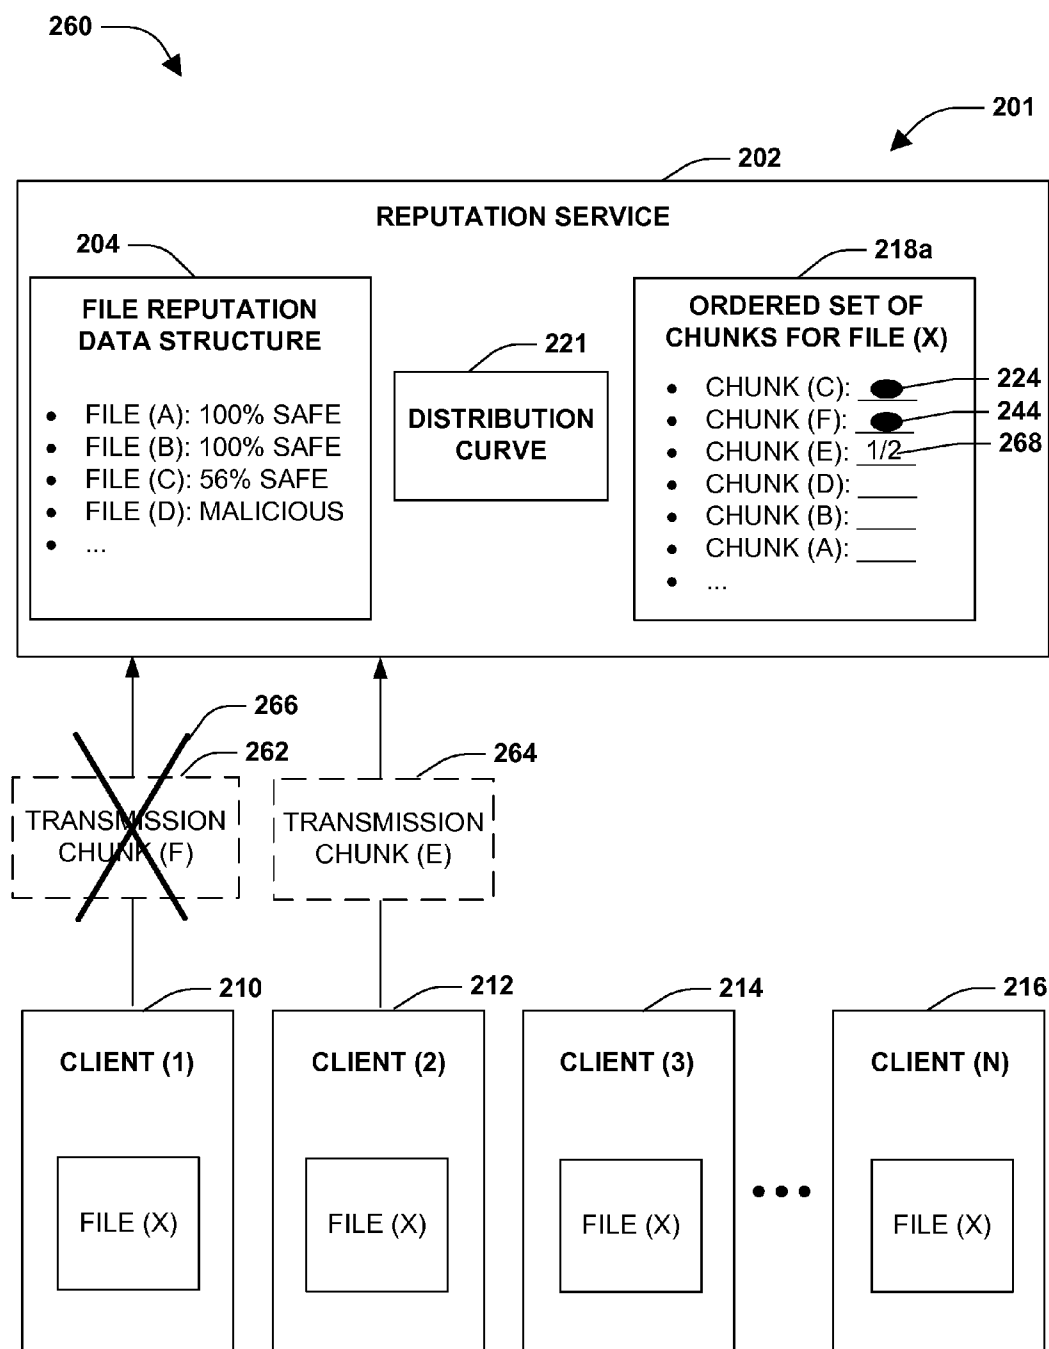 260
201
202
REPUTATION SERVICE
204
218a
FILE REPUTATION
DATA STRUCTURE
• FILE (A): 100% SAFE
• FILE (B): 100% SAFE
• FILE (C): 56% SAFE
• FILE (D): MALICIOUS
• ...
221
DISTRIBUTION
CURVE
ORDERED SET OF
CHUNKS FOR FILE (X)
• CHUNK (C):
224
• CHUNK (F):
244
• CHUNK (E): 1/2
268
• CHUNK (D): ____
• CHUNK (B): ____
• CHUNK (A): ____
• ...
266
262
264
TRANSMISSION
CHUNK (F)
TRANSMISSION
CHUNK (E)
210
212
214
216
CLIENT (1)
CLIENT (2)
CLIENT (3)
CLIENT (N)
FILE (X)
FILE (X)
FILE (X)
•••
FILE (X)